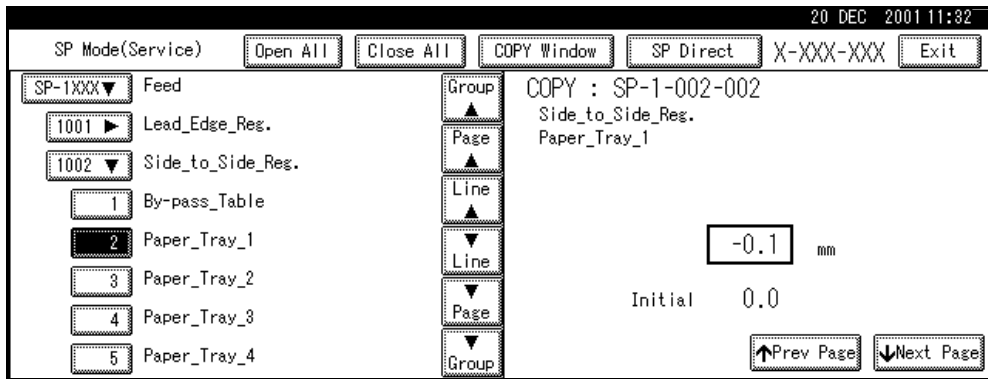 20 DEC 2001 11:32
SP Mode(Service) Open All Close All COPY Window SP Direct X-XXX-XXX Exit
SP-1XXX▼ Feed
1001 ► Lead_Edge_Reg.
1002 ▼ Side_to_Side_Reg.
1 By-pass_Table
2 Paper_Tray_1
3 Paper_Tray_2
4 Paper_Tray_3
5 Paper_Tray_4
Group
▲
Page
▲
Line
▲
▼
Line
▼
Page
▼
Group
COPY : SP-1-002-002
Side_to_Side_Reg.
Paper_Tray_1
-0.1 mm
Initial 0.0
↑Prev Page ↓Next Page